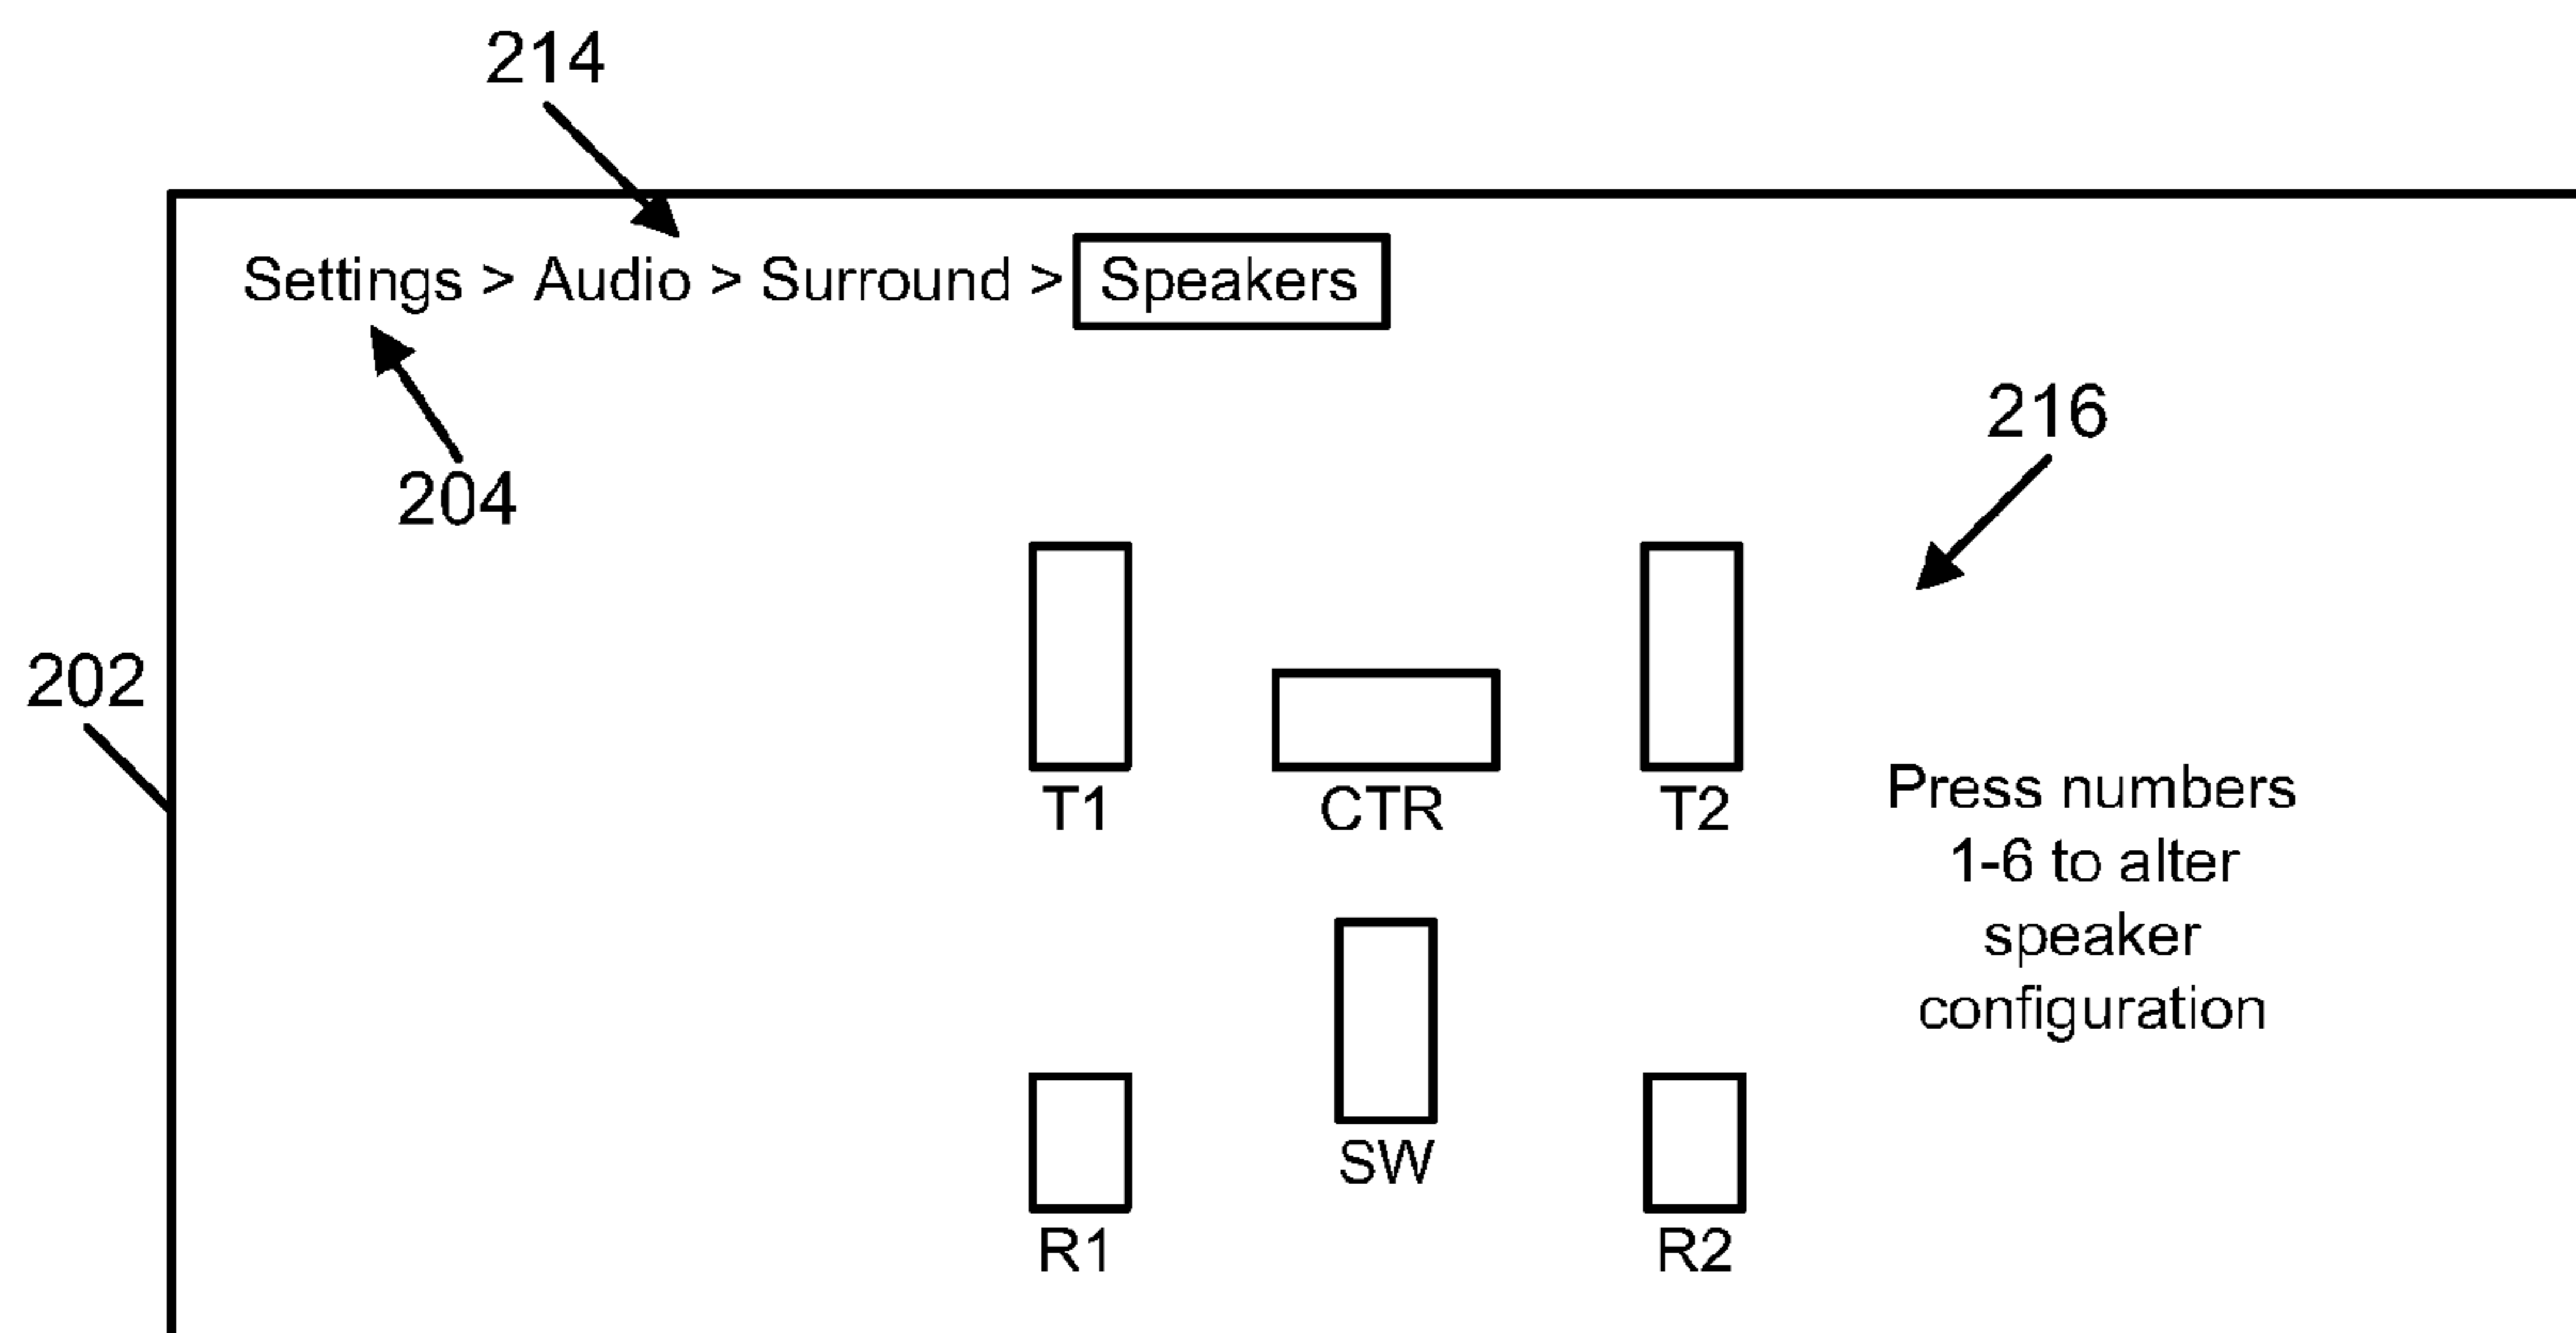 214
Settings > Audio > Surround > Speakers
204
216
202
T1 CTR T2
Press numbers
1-6 to alter
speaker
configuration
SW
R1 R2